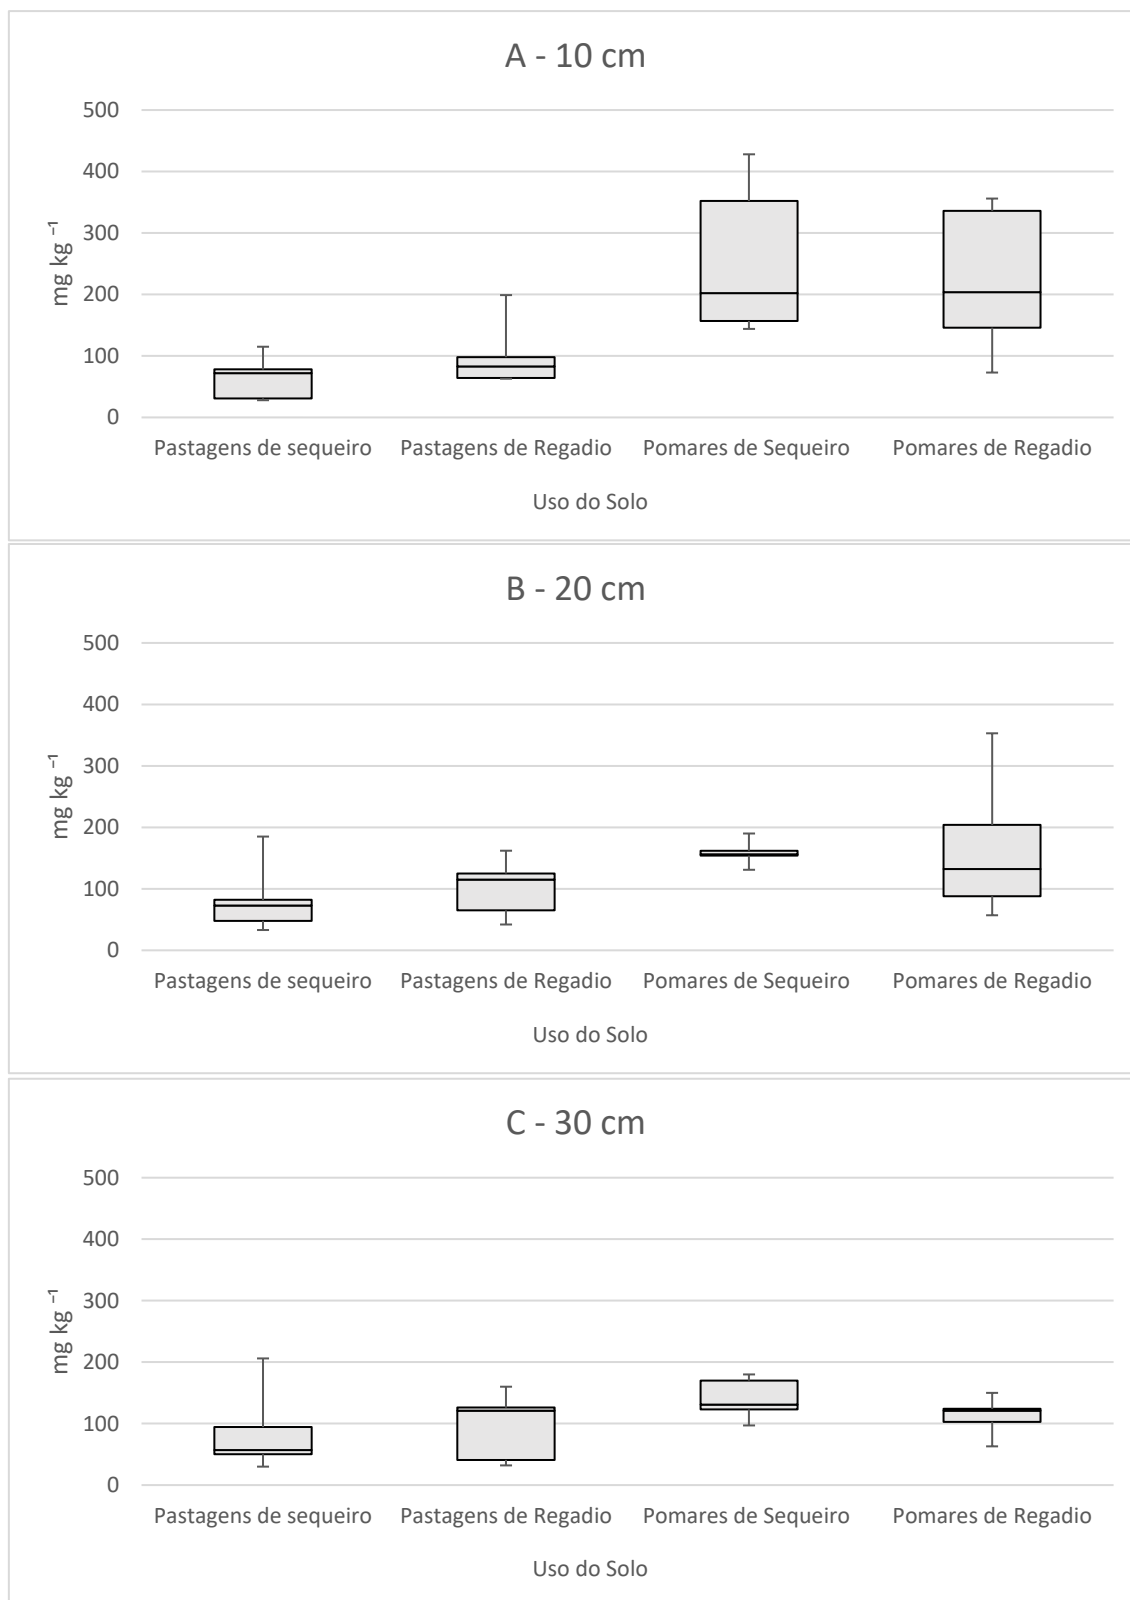 A - 10 cm
500
400
300
200
100
0
mg kg ⁻¹
Pastagens de sequeiro Pastagens de Regadio Pomares de Sequeiro Pomares de Regadio
Uso do Solo
B - 20 cm
500
400
300
200
100
0
mg kg ⁻¹
Pastagens de sequeiro Pastagens de Regadio Pomares de Sequeiro Pomares de Regadio
Uso do Solo
C - 30 cm
500
400
300
200
100
0
mg kg ⁻¹
Pastagens de sequeiro Pastagens de Regadio Pomares de Sequeiro Pomares de Regadio
Uso do Solo